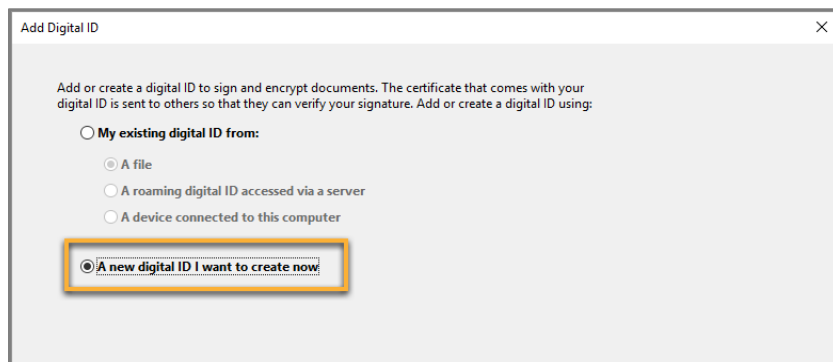 Add Digital ID
Add or create a digital ID to sign and encrypt documents. The certificate that comes with your
digital ID is sent to others so that they can verify your signature. Add or create a digital ID using:
My existing digital ID from:
A file
A roaming digital ID accessed via a server
A device connected to this computer
A new digital ID I want to create now